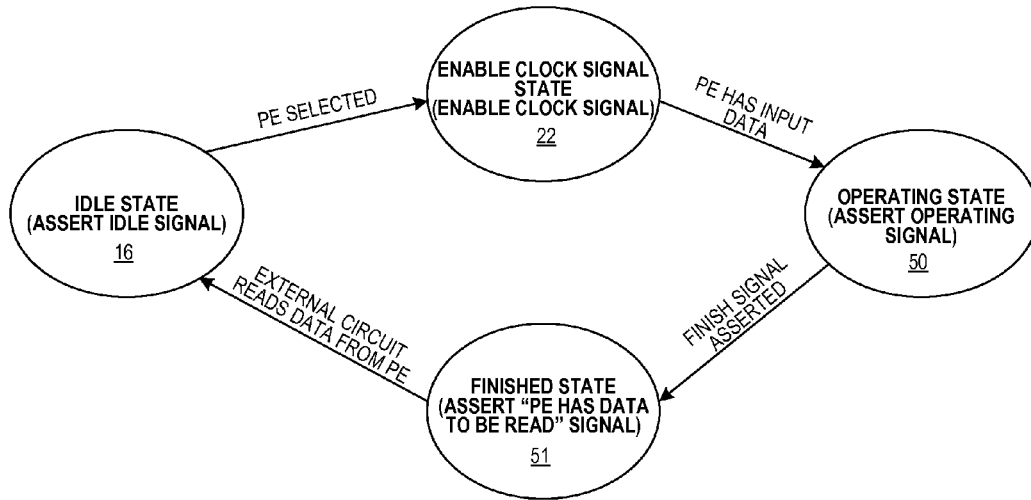 ENABLE CLOCK SIGNAL
STATE
(ENABLE CLOCK SIGNAL)
22
PE SELECTED
PE HAS INPUT
DATA
IDLE STATE
(ASSERT IDLE SIGNAL)
16
OPERATING STATE
(ASSERT OPERATING
SIGNAL)
50
EXTERNAL CIRCUIT
READS DATA FROM PE
FINISH SIGNAL
ASSERTED
FINISHED STATE
(ASSERT “PE HAS DATA
TO BE READ” SIGNAL)
51